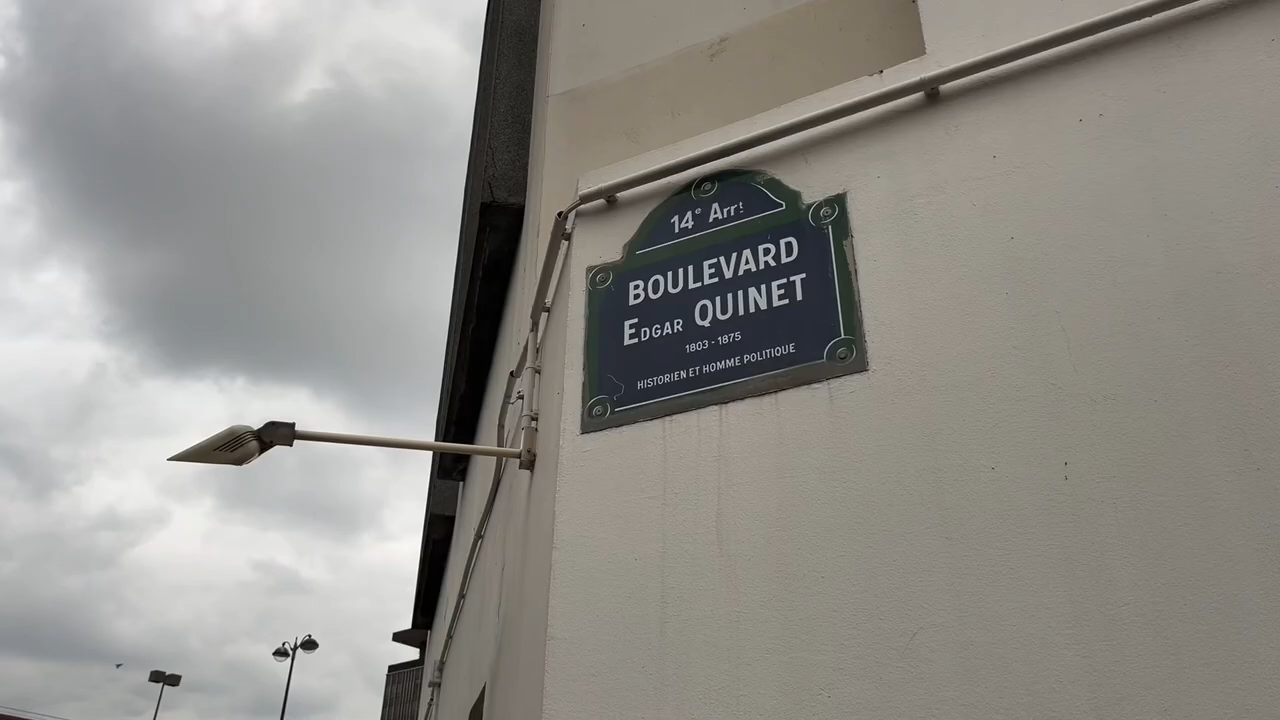 14e Arrt
BOULEVARD
EDGAR QUINET
1803 - 1875
HISTORIEN ET HOMME POLITIQUE